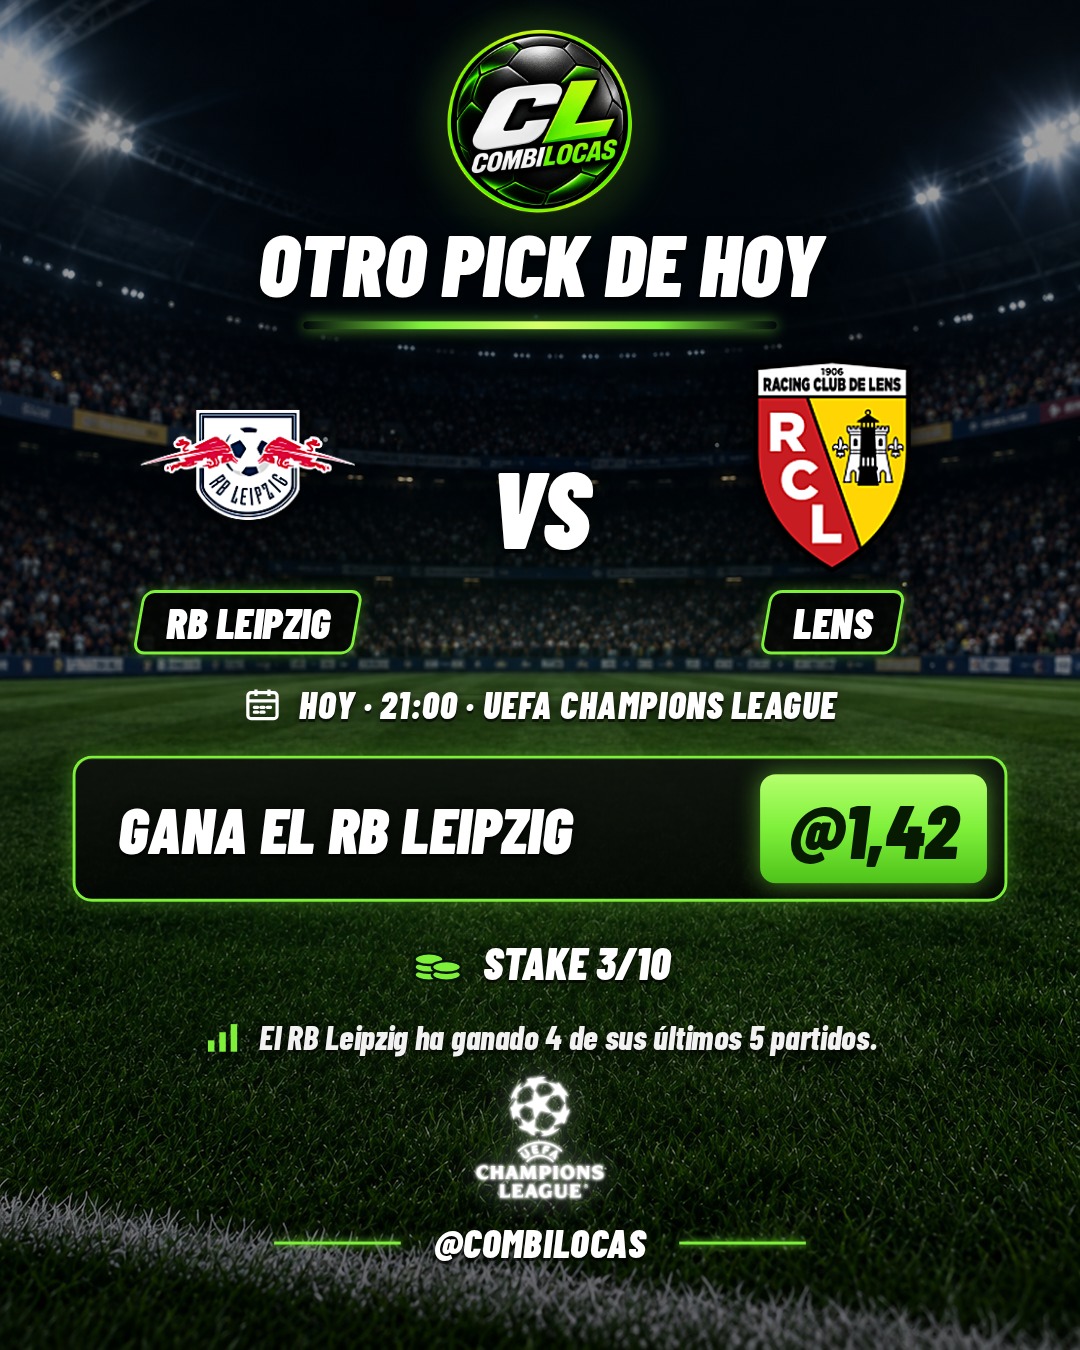 CL
COMBILOCAS
OTRO PICK DE HOY
1906
RACING CLUB DE LENS
R
C
L
RB LEIPZIG
VS
RB LEIPZIG
LENS
HOY · 21:00 · UEFA CHAMPIONS LEAGUE
GANA EL RB LEIPZIG
@1,42
STAKE 3/10
El RB Leipzig ha ganado 4 de sus últimos 5 partidos.
UEFA
CHAMPIONS
LEAGUE
@COMBILOCAS